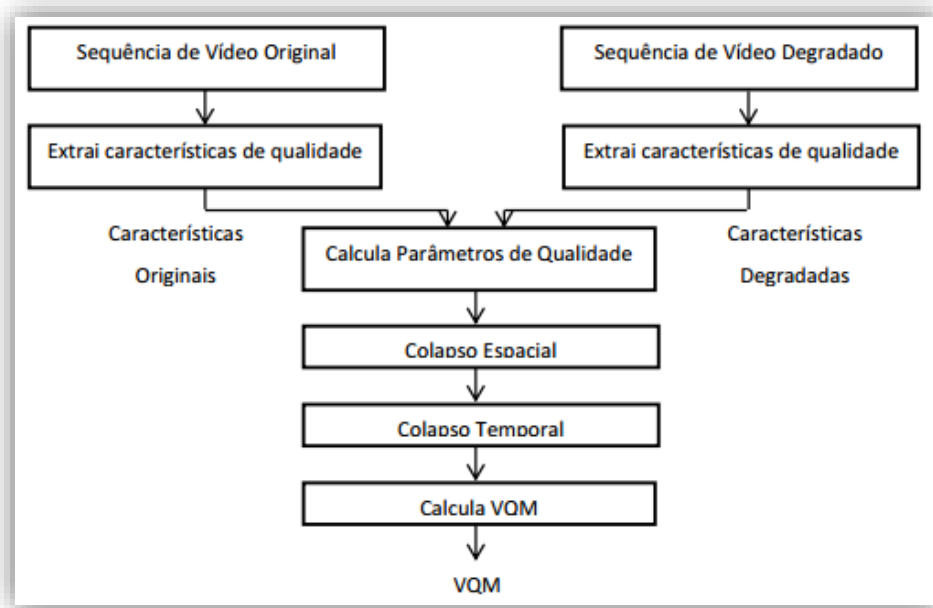 Sequência de Vídeo Original
Sequência de Vídeo Degradado
Extrai características de qualidade
Extrai características de qualidade
Características
Originais
Características
Degradadas
Calcula Parâmetros de Qualidade
Colapso Espacial
Colapso Temporal
Calcula VQM
VQM